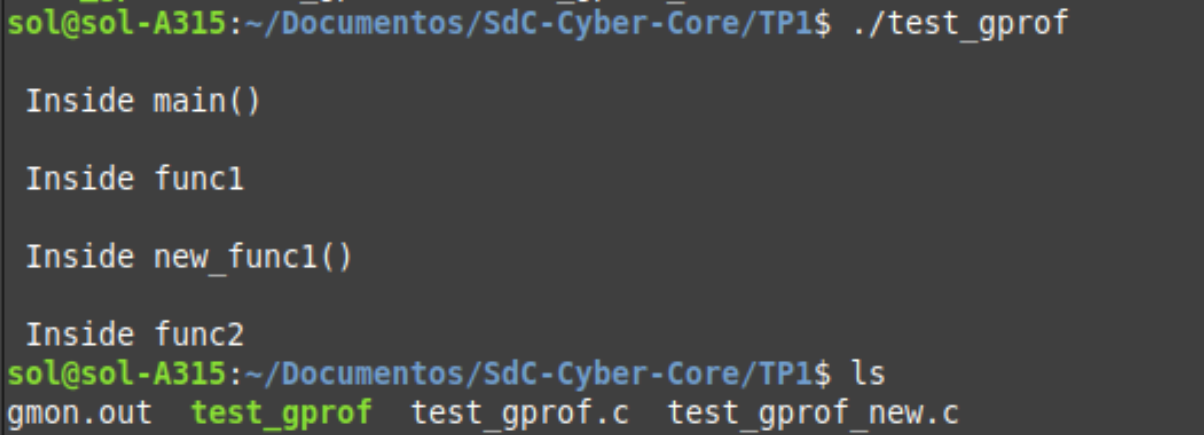 sol@sol-A315:~/Documentos/SdC-Cyber-Core/TP1$ ./test_gprof
Inside main()
Inside func1
Inside new_func1()
Inside func2
sol@sol-A315:~/Documentos/SdC-Cyber-Core/TP1$ ls
gmon.out  test_gprof  test_gprof.c  test_gprof_new.c